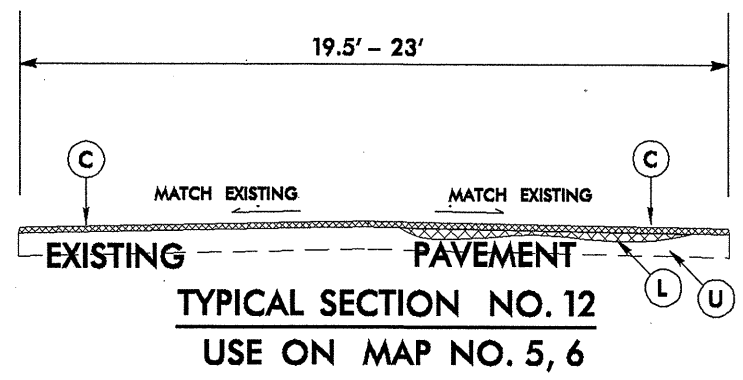 19.5' – 23'
C C
MATCH EXISTING MATCH EXISTING
EXISTING PAVEMENT
L U
TYPICAL SECTION NO. 12
USE ON MAP NO. 5, 6